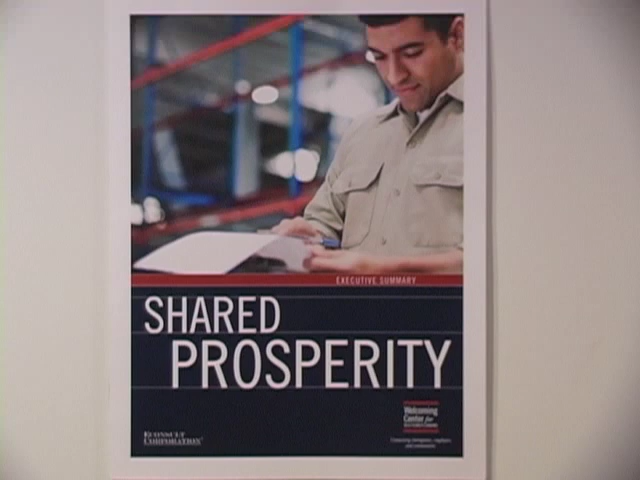 EXECUTIVE SUMMARY
SHARED
PROSPERITY
ECONSULT
CORPORATION
Welcoming
Center for